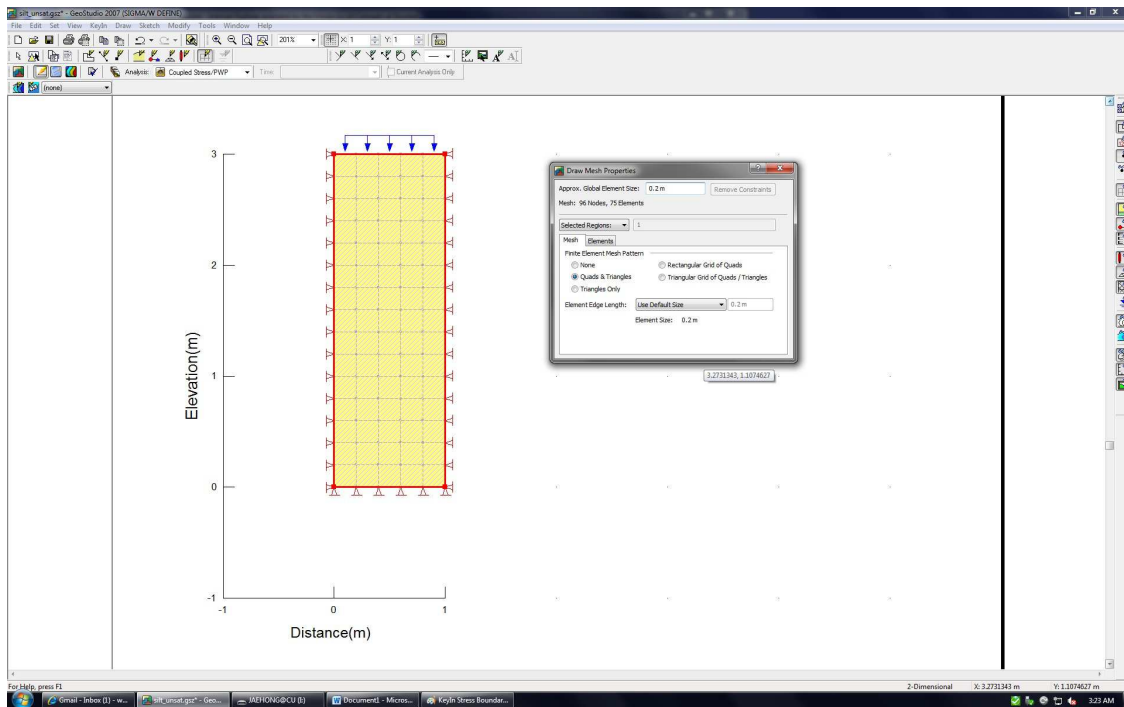 silt_unsat.gsz* - GeoStudio 2007 (SIGMA/W DEFINE)
File Edit Set View KeyIn Draw Sketch Modify Tools Window Help
201% X: 1 Y: 1
Analysis: Coupled Stress/PWP Time Current Analysis Only
(none)
3
2
1
0
-1
-1 0 1
Elevation(m)
Distance(m)
Draw Mesh Properties
Approx. Global Element Size: 0.2 m Remove Constraints
Mesh: 96 Nodes, 75 Elements
Selected Regions: 1
Mesh Elements
Finite Element Mesh Pattern
None Rectangular Grid of Quads
Quads & Triangles Triangular Grid of Quads / Triangles
Triangles Only
Element Edge Length: Use Default Size 0.2 m
Element Size: 0.2 m
3.2731343, 1.1074627
For Help, press F1 2-Dimensional X: 3.2731343 m Y: 1.1074627 m
Gmail - Inbox (1) - w... silt_unsat.gsz* - Geo... JAEHONG@CU (I:) Document1 - Micros... KeyIn Stress Boundar... 3:23 AM